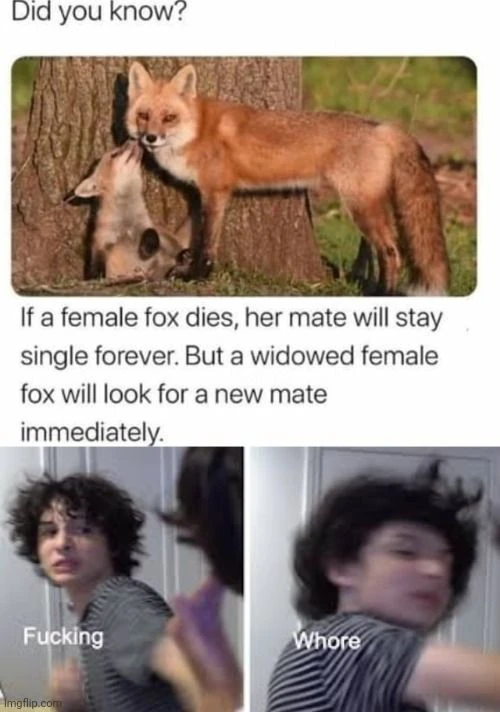 Did you know?
If a female fox dies, her mate will stay
single forever. But a widowed female
fox will look for a new mate
immediately.
Fucking
Whore
imgflip.com